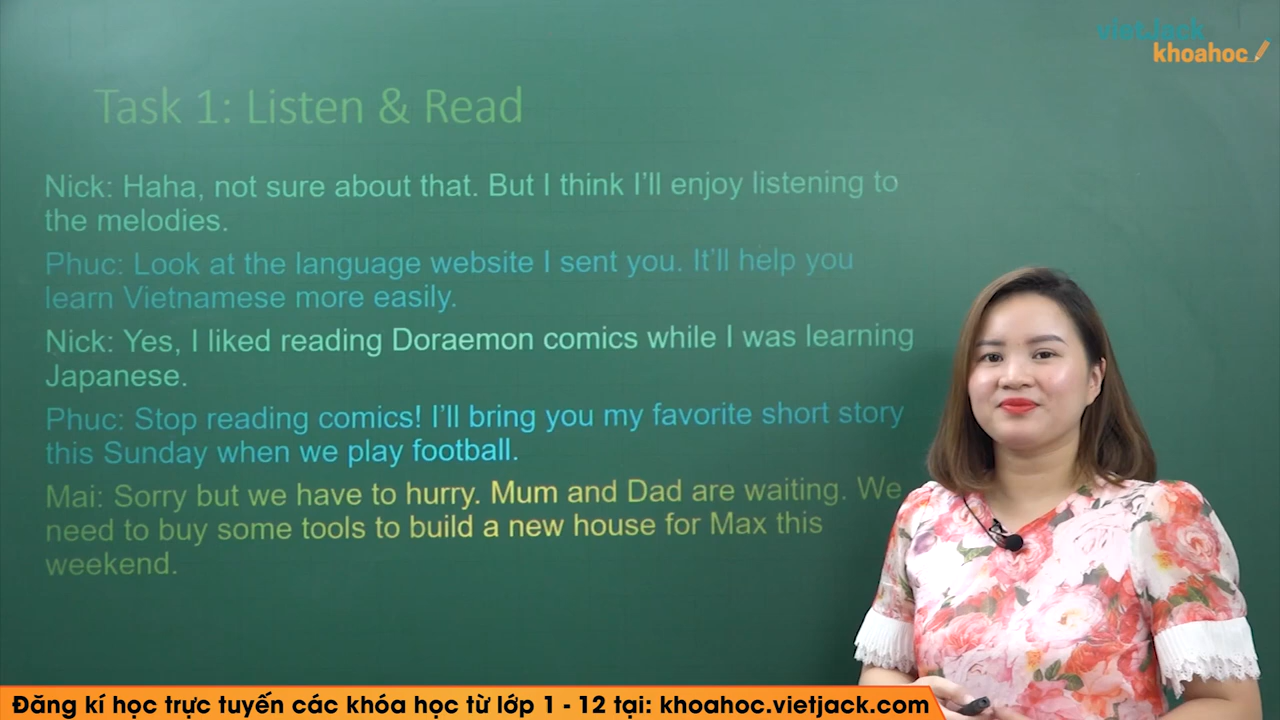 vietjack
khoahoc
Task 1: Listen & Read
Nick: Haha, not sure about that. But I think I'll enjoy listening to
the melodies.
Phuc: Look at the language website I sent you. It'll help you
learn Vietnamese more easily.
Nick: Yes, I liked reading Doraemon comics while I was learning
Japanese.
Phuc: Stop reading comics! I'll bring you my favorite short story
this Sunday when we play football.
Mai: Sorry but we have to hurry. Mum and Dad are waiting. We
need to buy some tools to build a new house for Max this
weekend.
Đăng kí học trực tuyến các khóa học từ lớp 1 - 12 tại: khoahoc.vietjack.com